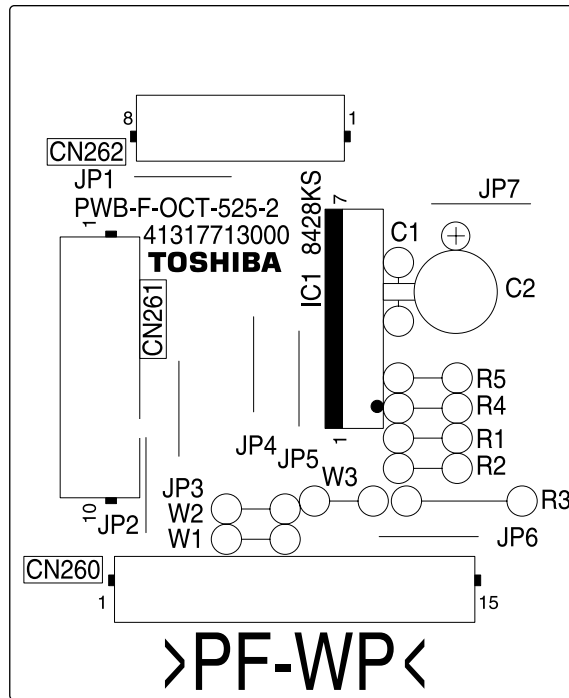 8 1
CN262
JP1
PWB-F-OCT-525-2
41317713000
TOSHIBA
1
CN261
10
JP2
IC1 8428KS
7
1
C1
JP7
C2
R5
R4
R1
R2
JP4
JP5
JP3
W3
R3
W2
W1
JP6
CN260
1 15
>PF-WP<